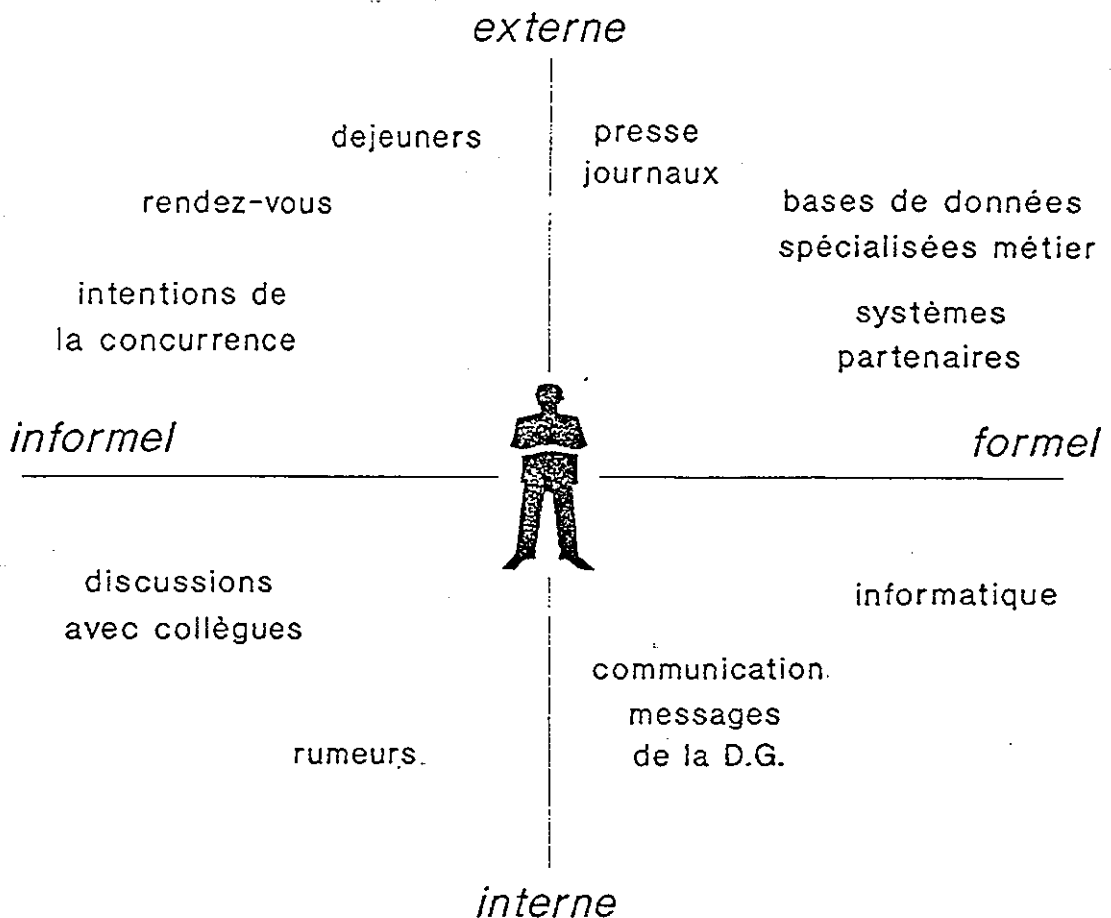 externe
dejeuners
presse
journaux
rendez-vous
bases de données
spécialisées métier
intentions de
la concurrence
systèmes
partenaires
informel
formel
discussions
avec collègues
informatique
communication
messages
de la D.G.
rumeurs
interne